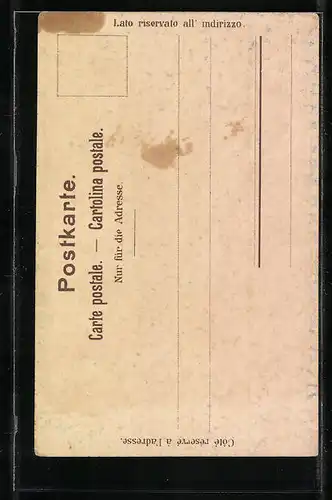 Lato riservato all' indirizzo.
Postkarte.
Carte postale. — Cartolina postale.
Nur für die Adresse.
Côté réservé à l'adresse.